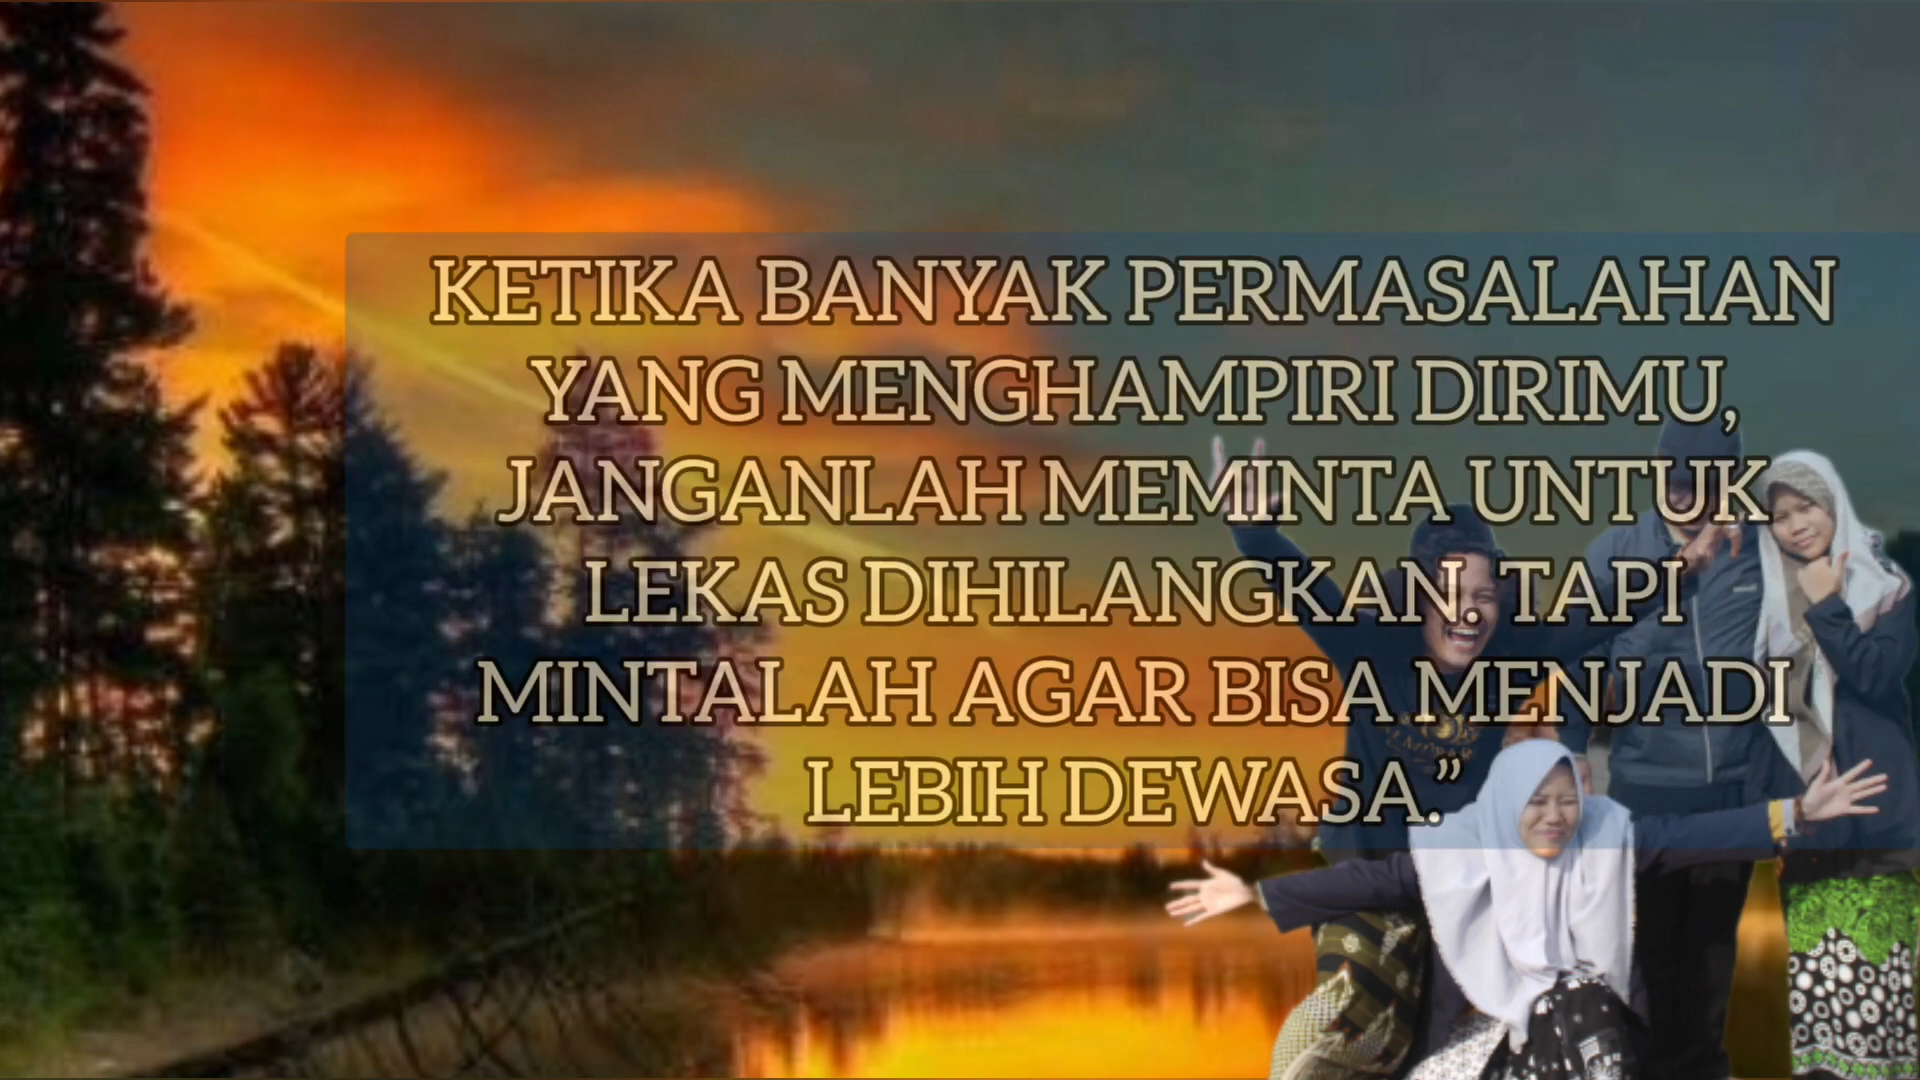 KETIKA BANYAK PERMASALAHAN
YANG MENGHAMPIRI DIRIMU,
JANGANLAH MEMINTA UNTUK
LEKAS DIHILANGKAN. TAPI
MINTALAH AGAR BISA MENJADI
LEBIH DEWASA.”